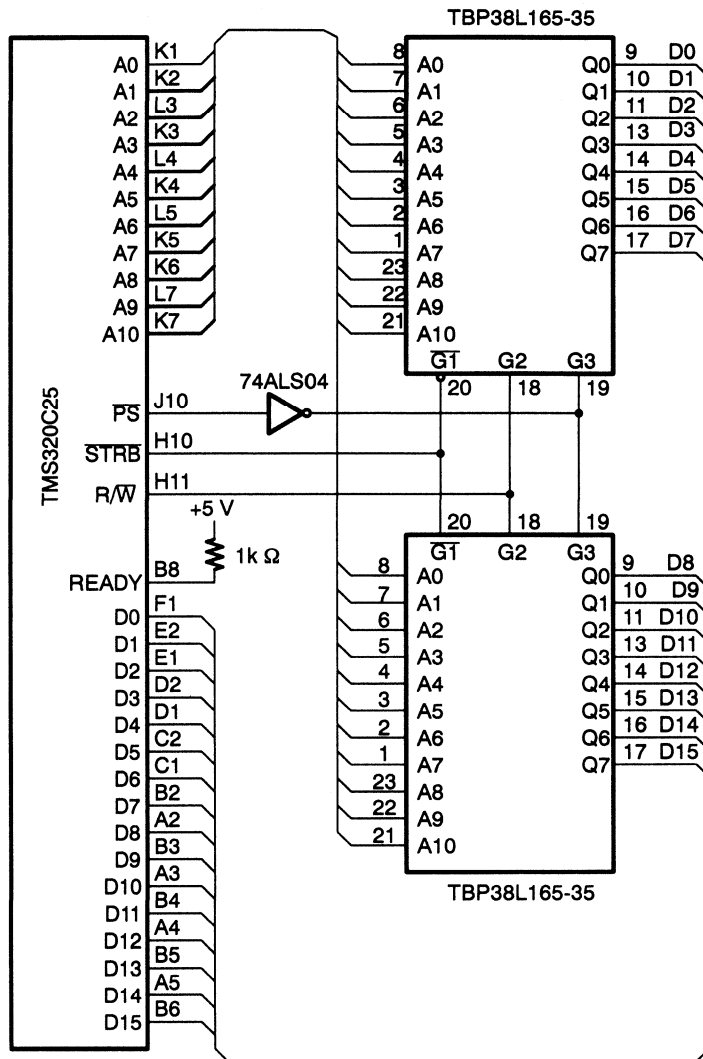 TBP38L165-35
A0 K1
A1 K2
A2 L3
A3 K3
A4 L4
A5 K4
A6 L5
A7 K5
A8 K6
A9 L7
A10 K7
8 A0 Q0 9 D0
7 A1 Q1 10 D1
6 A2 Q2 11 D2
5 A3 Q3 13 D3
4 A4 Q4 14 D4
3 A5 Q5 15 D5
2 A6 Q6 16 D6
1 A7 Q7 17 D7
23 A8
22 A9
21 A10
G̅1̅ G2 G3
20 18 19
74ALS04
TMS320C25
P̅S̅ J10
S̅T̅R̅B̅ H10
R/W̅ H11
+5 V
1k Ω
READY B8
D0 F1
D1 E2
D2 E1
D3 D2
D4 D1
D5 C2
D6 C1
D7 B2
D8 A2
D9 B3
D10 A3
D11 B4
D12 A4
D13 B5
D14 A5
D15 B6
20 18 19
G̅1̅ G2 G3
8 A0 Q0 9 D8
7 A1 Q1 10 D9
6 A2 Q2 11 D10
5 A3 Q3 13 D11
4 A4 Q4 14 D12
3 A5 Q5 15 D13
2 A6 Q6 16 D14
1 A7 Q7 17 D15
23 A8
22 A9
21 A10
TBP38L165-35